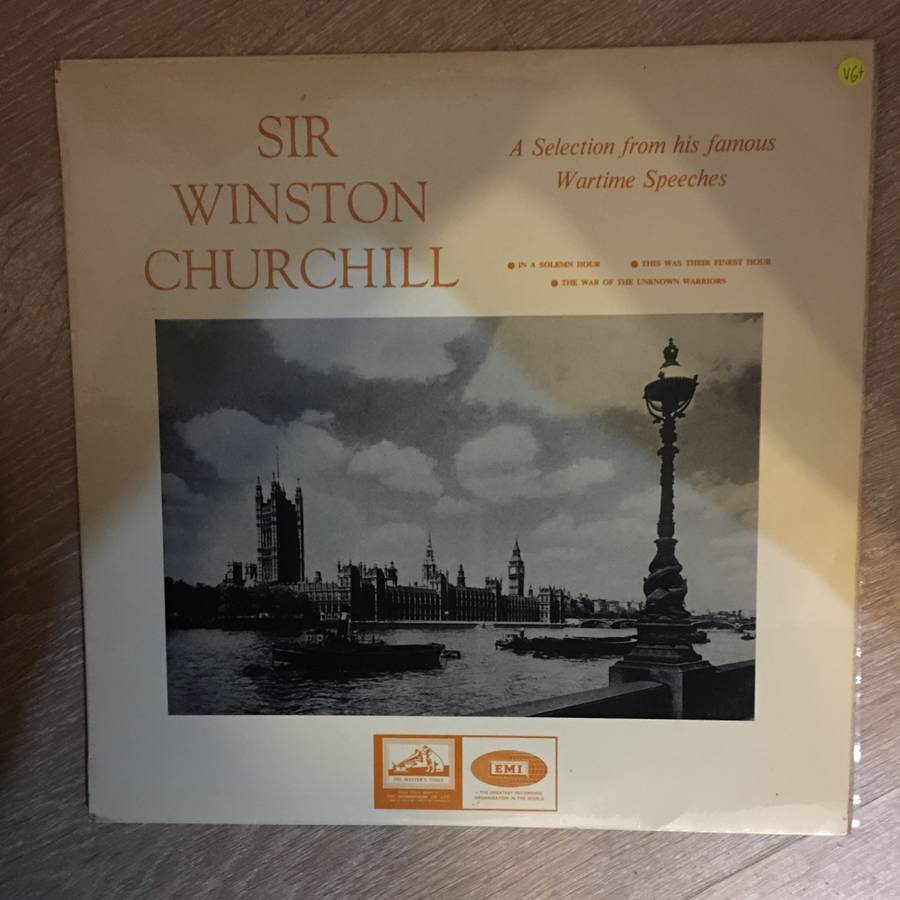 VG+
SIR
WINSTON
CHURCHILL
A Selection from his famous
Wartime Speeches
● IN A SOLEMN HOUR ● THIS WAS THEIR FINEST HOUR
● THE WAR OF THE UNKNOWN WARRIORS
HIS MASTER'S VOICE
EMI
THE GREATEST RECORDING
ORGANISATION IN THE WORLD